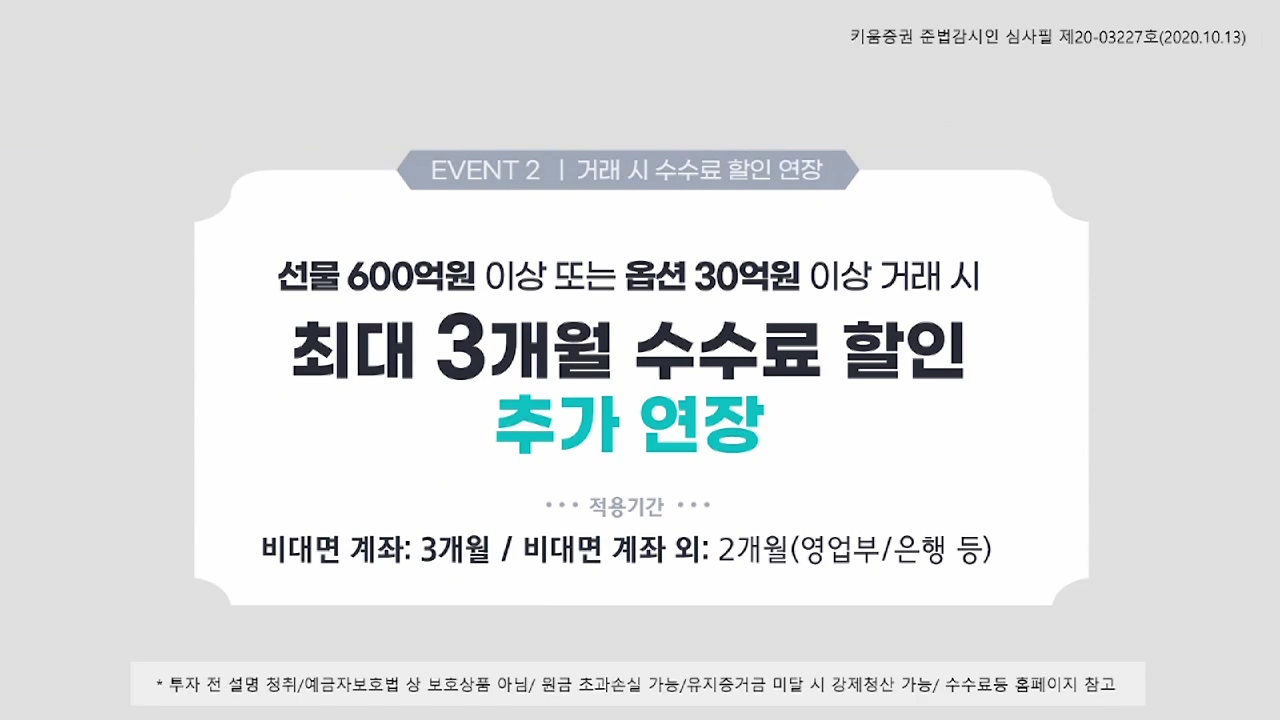 키움증권 준법감시인 심사필 제20-03227호(2020.10.13)
EVENT 2 | 거래 시 수수료 할인 연장
선물 600억원 이상 또는 옵션 30억원 이상 거래 시
최대 3개월 수수료 할인
추가 연장
••• 적용기간 •••
비대면 계좌: 3개월 / 비대면 계좌 외: 2개월(영업부/은행 등)
* 투자 전 설명 청취/예금자보호법 상 보호상품 아님/ 원금 초과손실 가능/유지증거금 미달 시 강제청산 가능/ 수수료등 홈페이지 참고